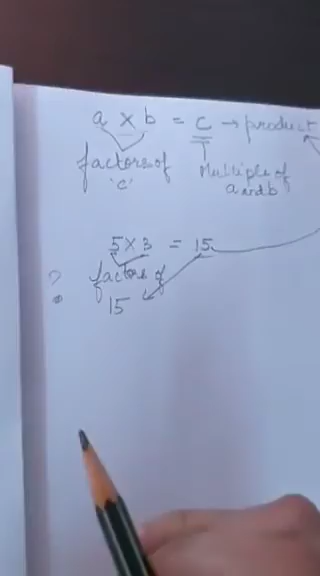 a × b = c → product
factors of
'c'
Multiple of
a and b
5 × 3 = 15
factors of
15
?